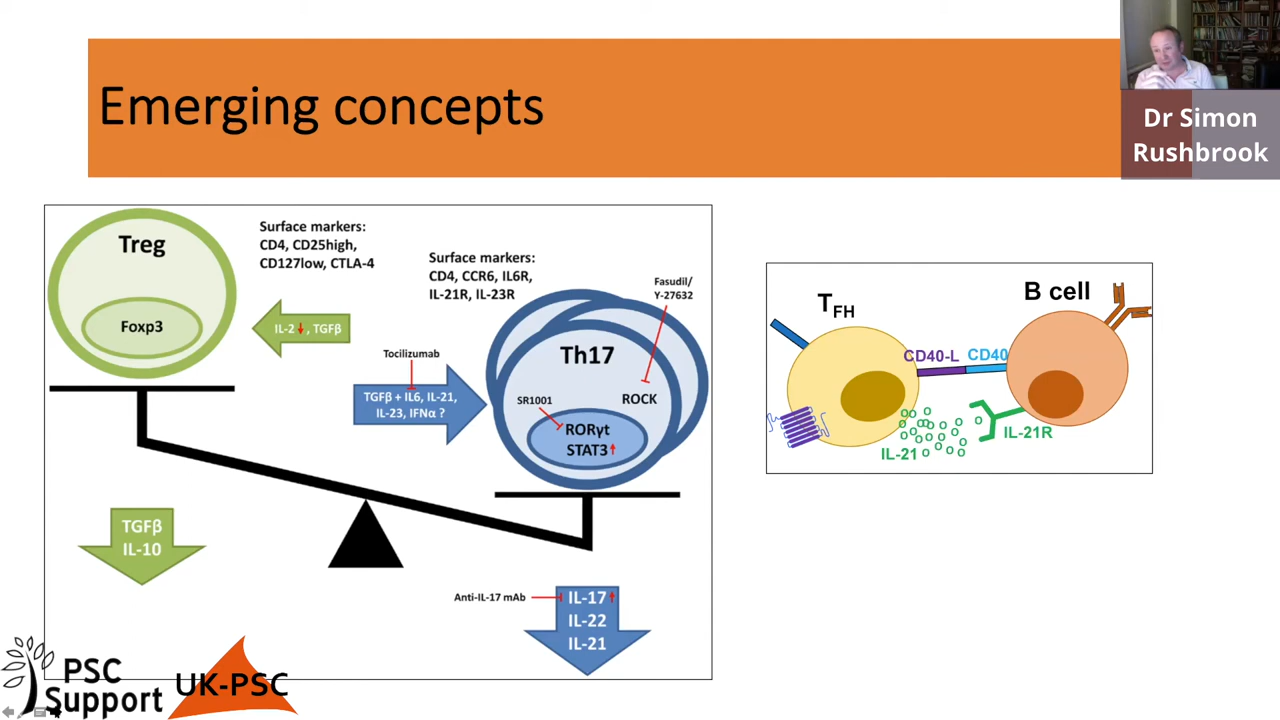 Emerging concepts
Dr Simon
Rushbrook
Treg
Foxp3
Surface markers:
CD4, CD25high,
CD127low, CTLA-4
IL-2 , TGFβ
Surface markers:
CD4, CCR6, IL6R,
IL-21R, IL-23R
Tocilizumab
TGFβ + IL6, IL-21,
IL-23, IFNα ?
Fasudil/
Y-27632
Th17
ROCK
SR1001
RORγt
STAT3
TGFβ
IL-10
Anti-IL-17 mAb
IL-17
IL-22
IL-21
TFH
B cell
CD40-L
CD40
IL-21
IL-21R
PSC
Support
UK-PSC